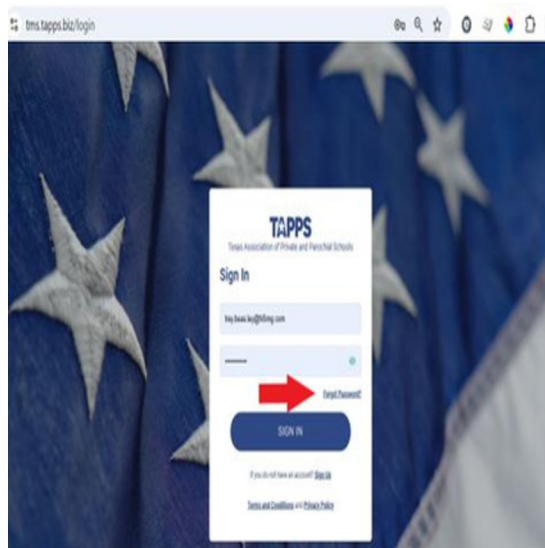 tms.tapps.biz/login
TAPPS
Texas Association of Private and Parochial Schools
Sign In
Forgot Password?
SIGN IN
If you do not have an account? Sign Up
Terms and Conditions and Privacy Policy